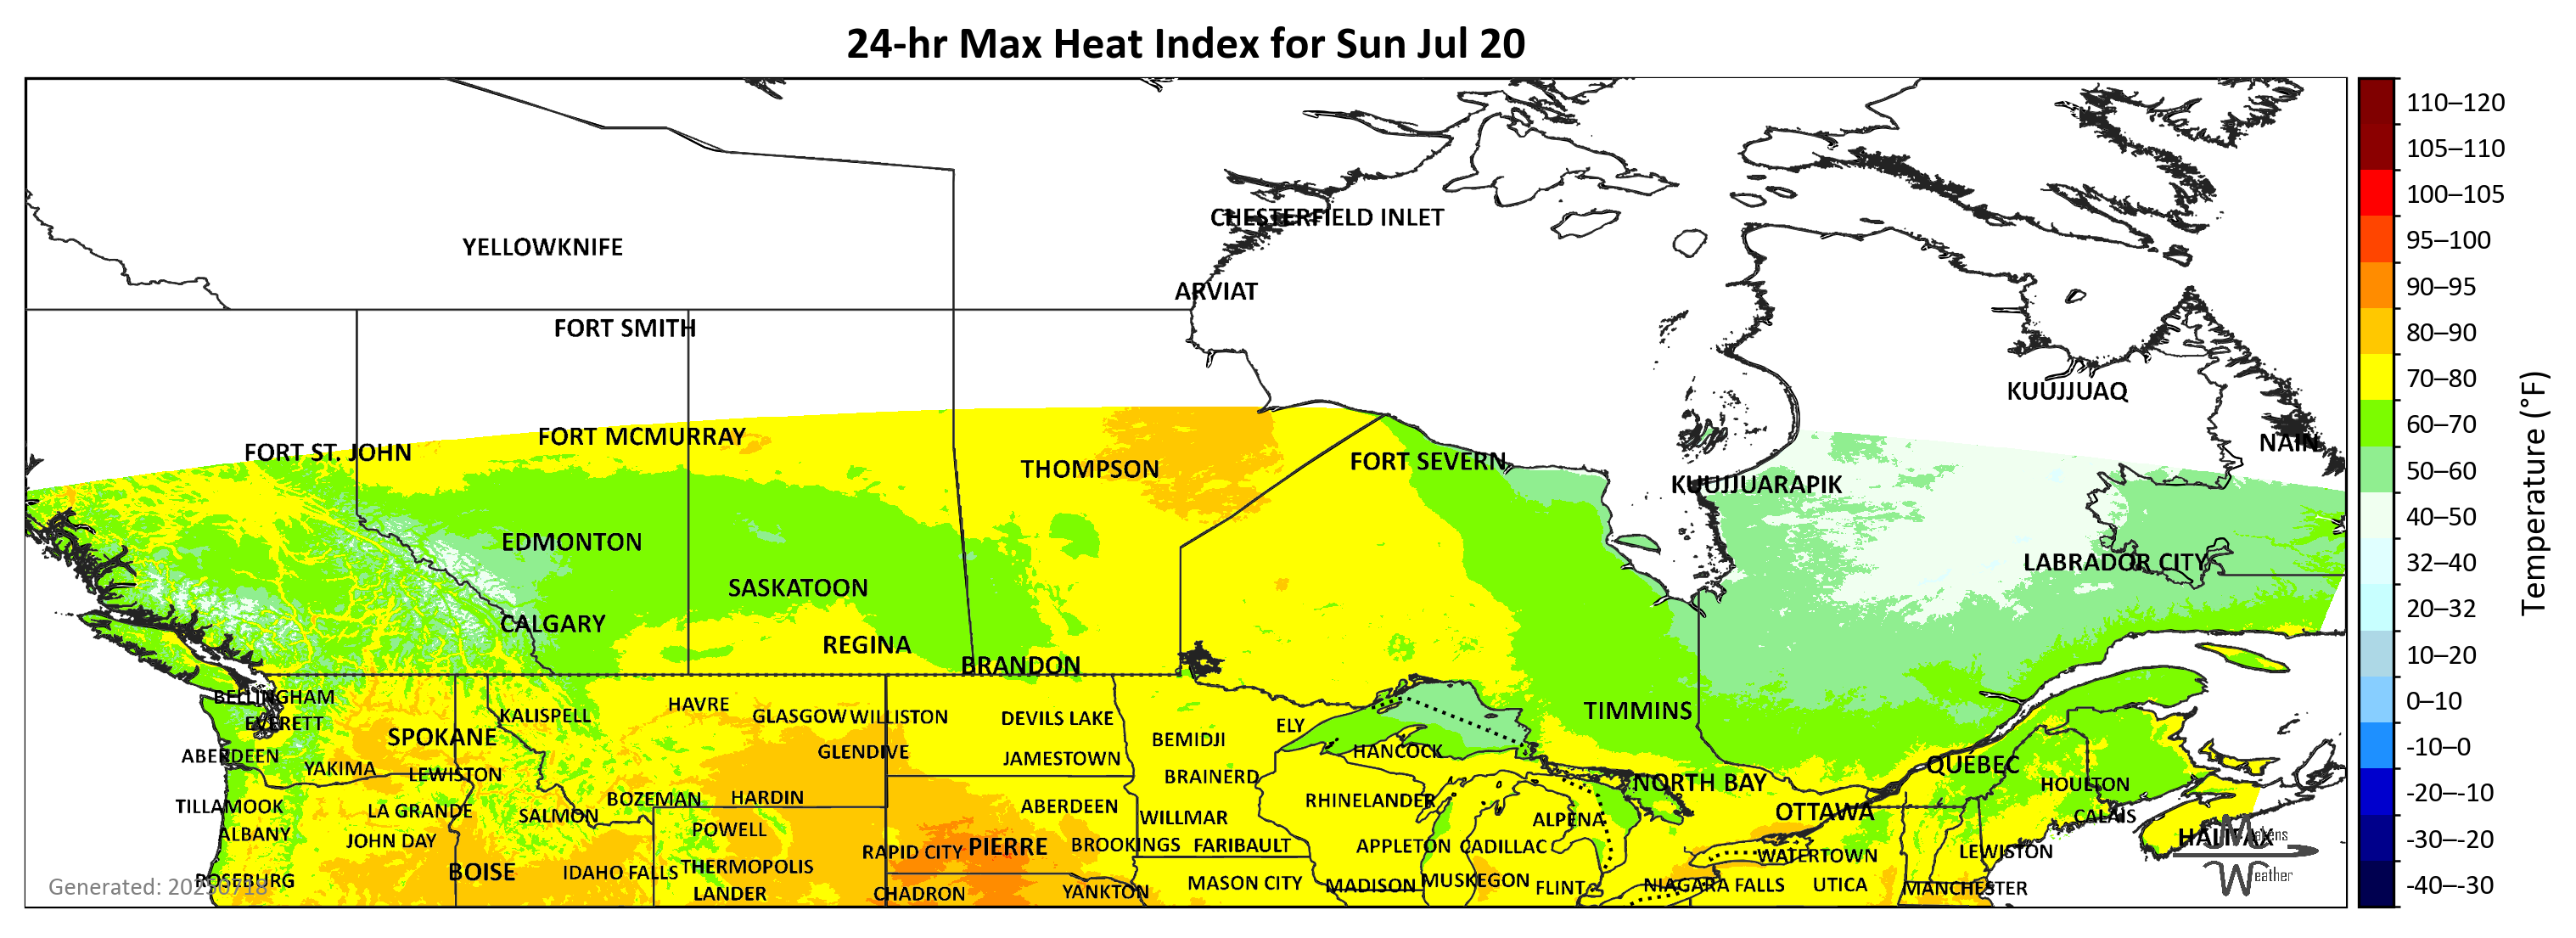 24-hr Max Heat Index for Sun Jul 20
CHESTERFIELD INLET
YELLOWKNIFE
ARVIAT
FORT SMITH
KUUJJUAQ
FORT MCMURRAY
NAIN
FORT ST. JOHN
THOMPSON
FORT SEVERN
KUUJJUARAPIK
EDMONTON
LABRADOR CITY
SASKATOON
CALGARY
REGINA
BRANDON
BELLINGHAM
HAVRE
KALISPELL
GLASGOW
WILLISTON
DEVILS LAKE
TIMMINS
EVERETT
ELY
SPOKANE
BEMIDJI
ABERDEEN
GLENDIVE
JAMESTOWN
HANCOCK
QUÉBEC
YAKIMA
LEWISTON
BRAINERD
NORTH BAY
HOULTON
TILLAMOOK
LA GRANDE
SALMON
BOZEMAN
HARDIN
ABERDEEN
RHINELANDER
OTTAWA
CALAIS
ALBANY
JOHN DAY
POWELL
WILLMAR
ALPENA
HALIFAX
Makens
Weather
RAPID CITY
PIERRE
BROOKINGS
FARIBAULT
APPLETON
CADILLAC
WATERTOWN
LEWISTON
ROSEBURG
BOISE
IDAHO FALLS
THERMOPOLIS
LANDER
CHADRON
YANKTON
MASON CITY
MADISON
MUSKEGON
FLINT
NIAGARA FALLS
UTICA
MANCHESTER
Generated: 20250718
110–120
105–110
100–105
95–100
90–95
80–90
70–80
60–70
50–60
40–50
32–40
20–32
10–20
0–10
-10–0
-20–-10
-30–-20
-40–-30
Temperature (°F)